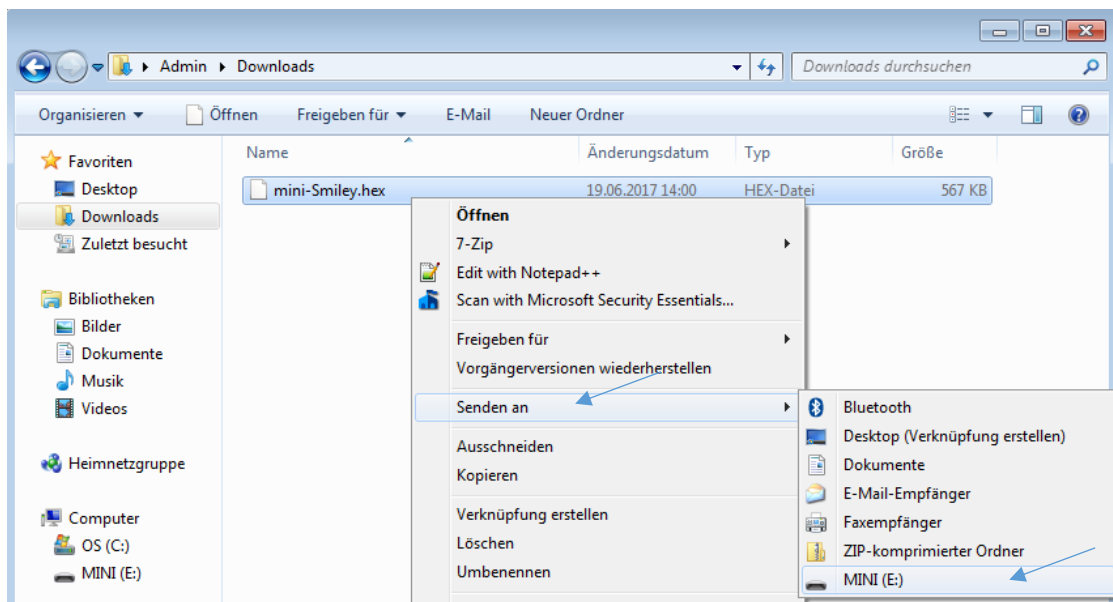 Admin Downloads
Downloads durchsuchen
Organisieren Öffnen Freigeben für E-Mail Neuer Ordner
Name Änderungsdatum Typ Größe
mini-Smiley.hex 19.06.2017 14:00 HEX-Datei 567 KB
Favoriten
Desktop
Downloads
Zuletzt besucht
Bibliotheken
Bilder
Dokumente
Musik
Videos
Heimnetzgruppe
Computer
OS (C:)
MINI (E:)
Öffnen
7-Zip
Edit with Notepad++
Scan with Microsoft Security Essentials...
Freigeben für
Vorgängerversionen wiederherstellen
Senden an
Ausschneiden
Kopieren
Verknüpfung erstellen
Löschen
Umbenennen
Bluetooth
Desktop (Verknüpfung erstellen)
Dokumente
E-Mail-Empfänger
Faxempfänger
ZIP-komprimierter Ordner
MINI (E:)